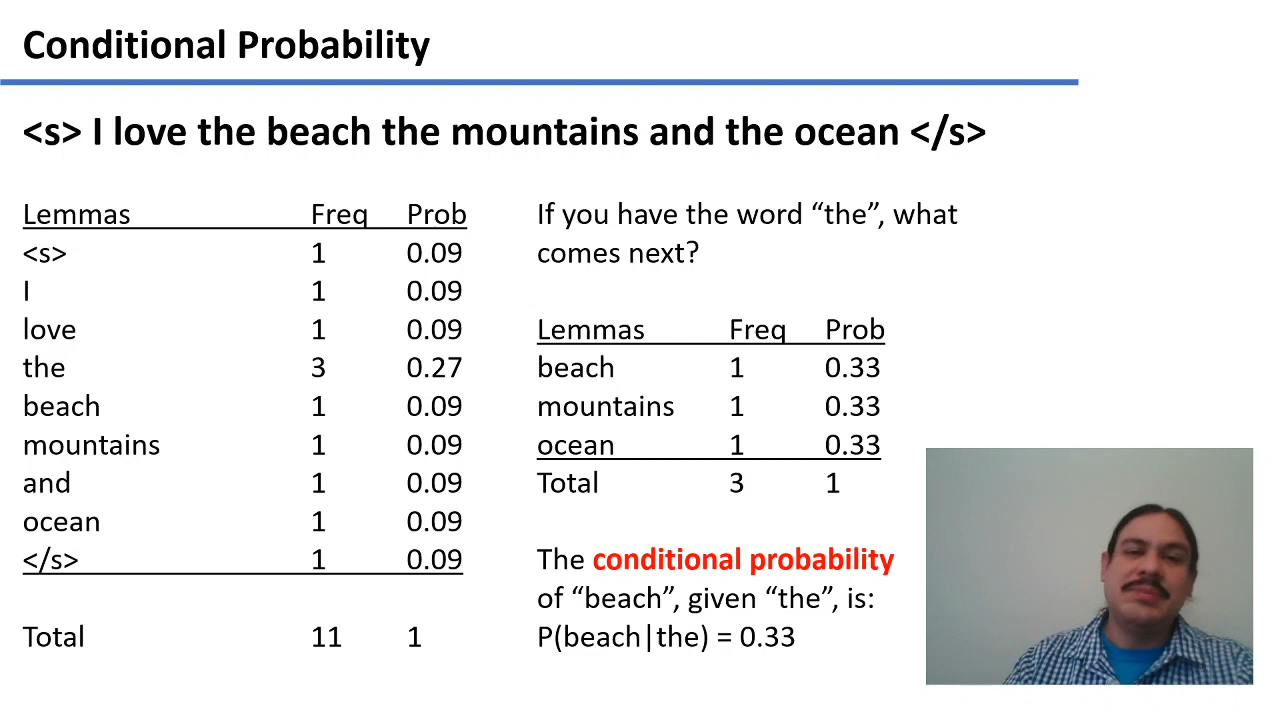 Conditional Probability
<s> I love the beach the mountains and the ocean </s>
Lemmas Freq Prob
<s> 1 0.09
I 1 0.09
love 1 0.09
the 3 0.27
beach 1 0.09
mountains 1 0.09
and 1 0.09
ocean 1 0.09
</s> 1 0.09
Total 11 1
If you have the word “the”, what
comes next?
Lemmas Freq Prob
beach 1 0.33
mountains 1 0.33
ocean 1 0.33
Total 3 1
The conditional probability
of “beach”, given “the”, is:
P(beach|the) = 0.33